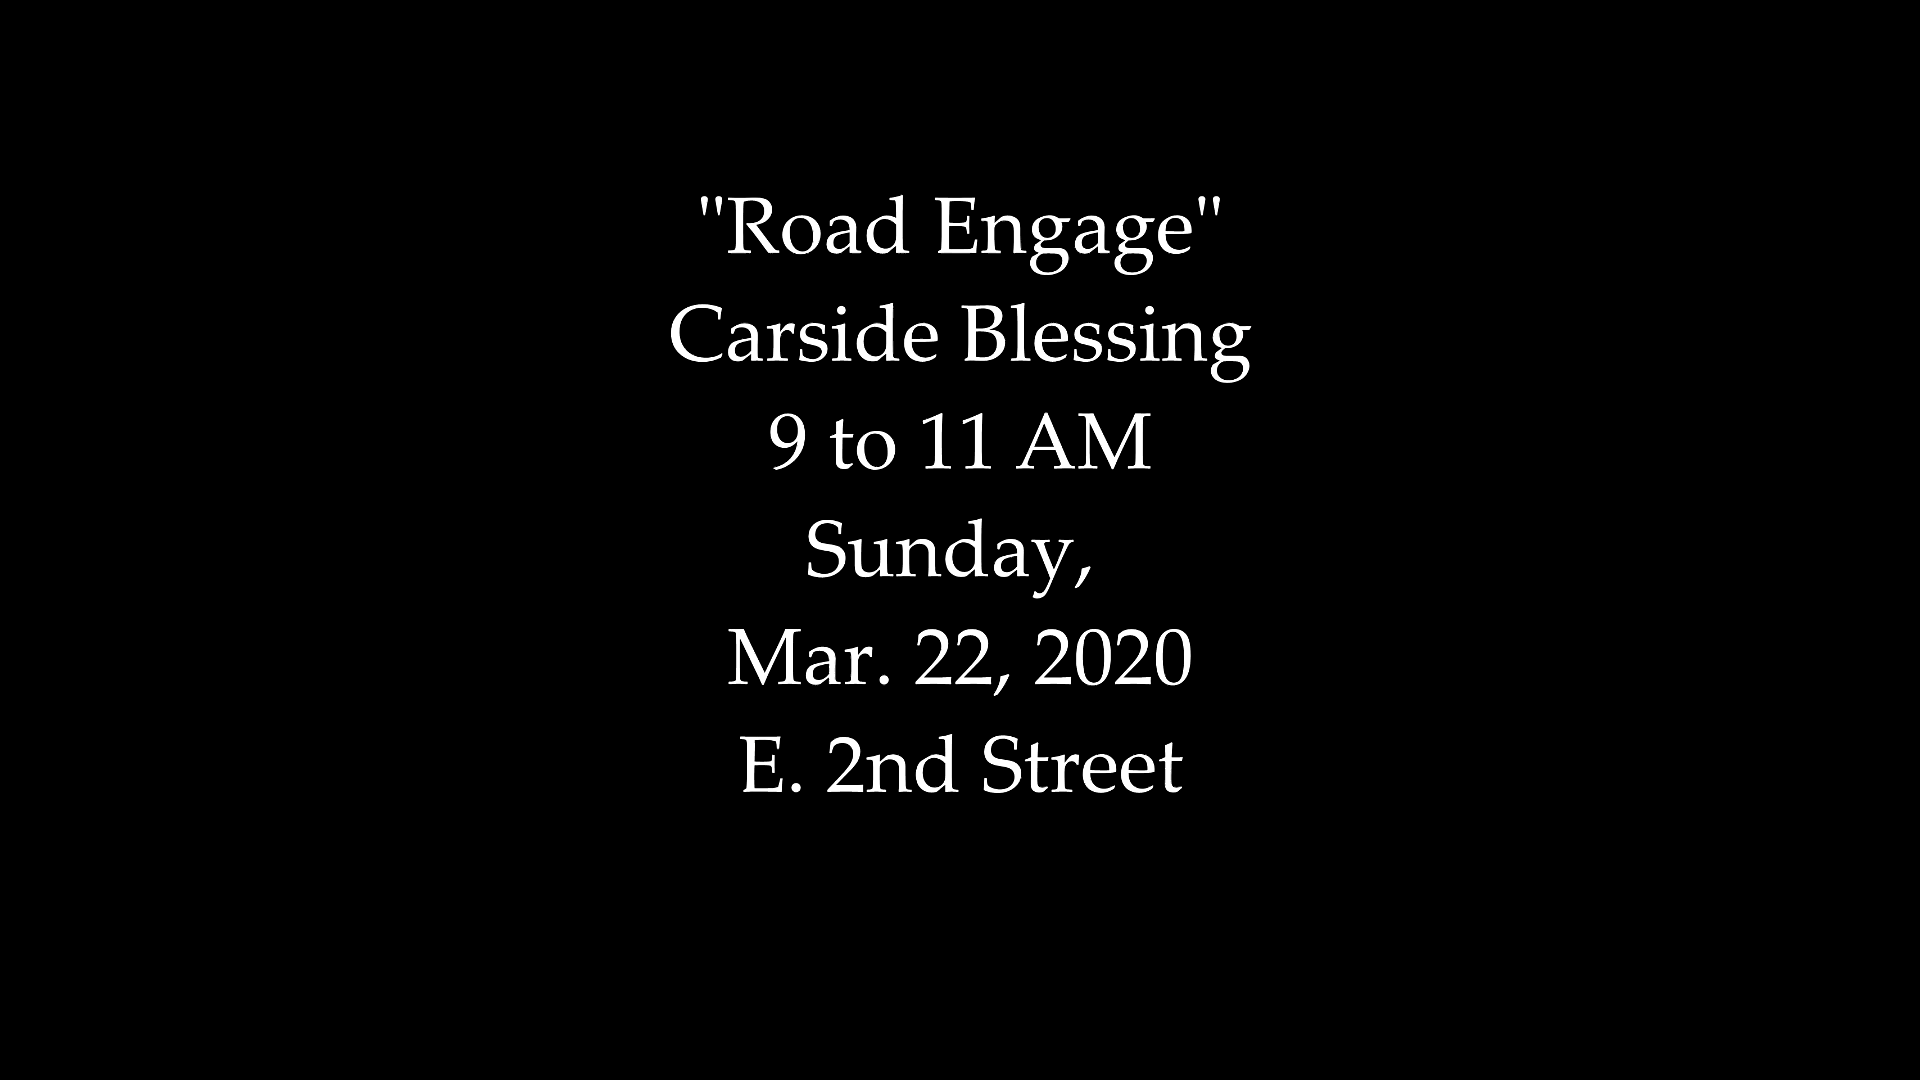 "Road Engage"
Carside Blessing
9 to 11 AM
Sunday,
Mar. 22, 2020
E. 2nd Street